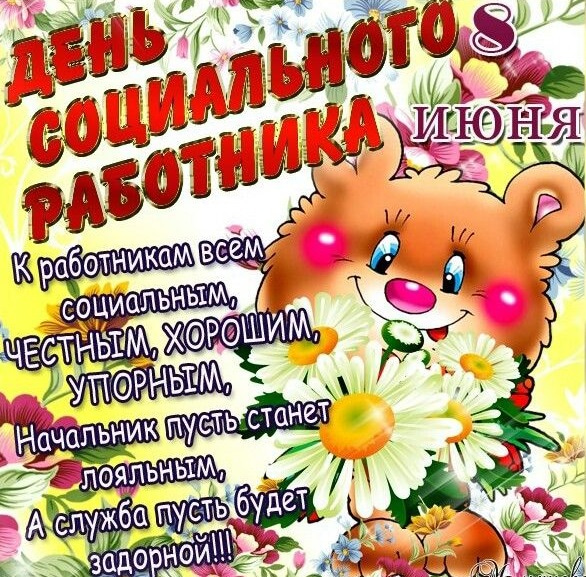 ДЕНЬ
СОЦИАЛЬНОГО
РАБОТНИКА
8
ИЮНЯ
К работникам всем
социальным,
ЧЕСТНЫМ, ХОРОШИМ,
УПОРНЫМ,
Начальник пусть станет
лояльным,
А служба пусть будет
задорной!!!